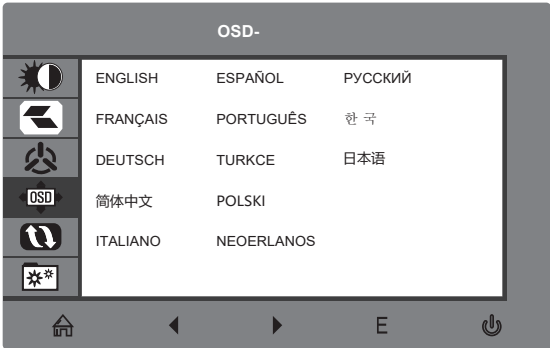 OSD-
ENGLISH ESPAÑOL РУССКИЙ
FRANÇAIS PORTUGUÊS 한 국
DEUTSCH TURKCE 日本语
OSD 简体中文 POLSKI
ITALIANO NEOERLANOS
E